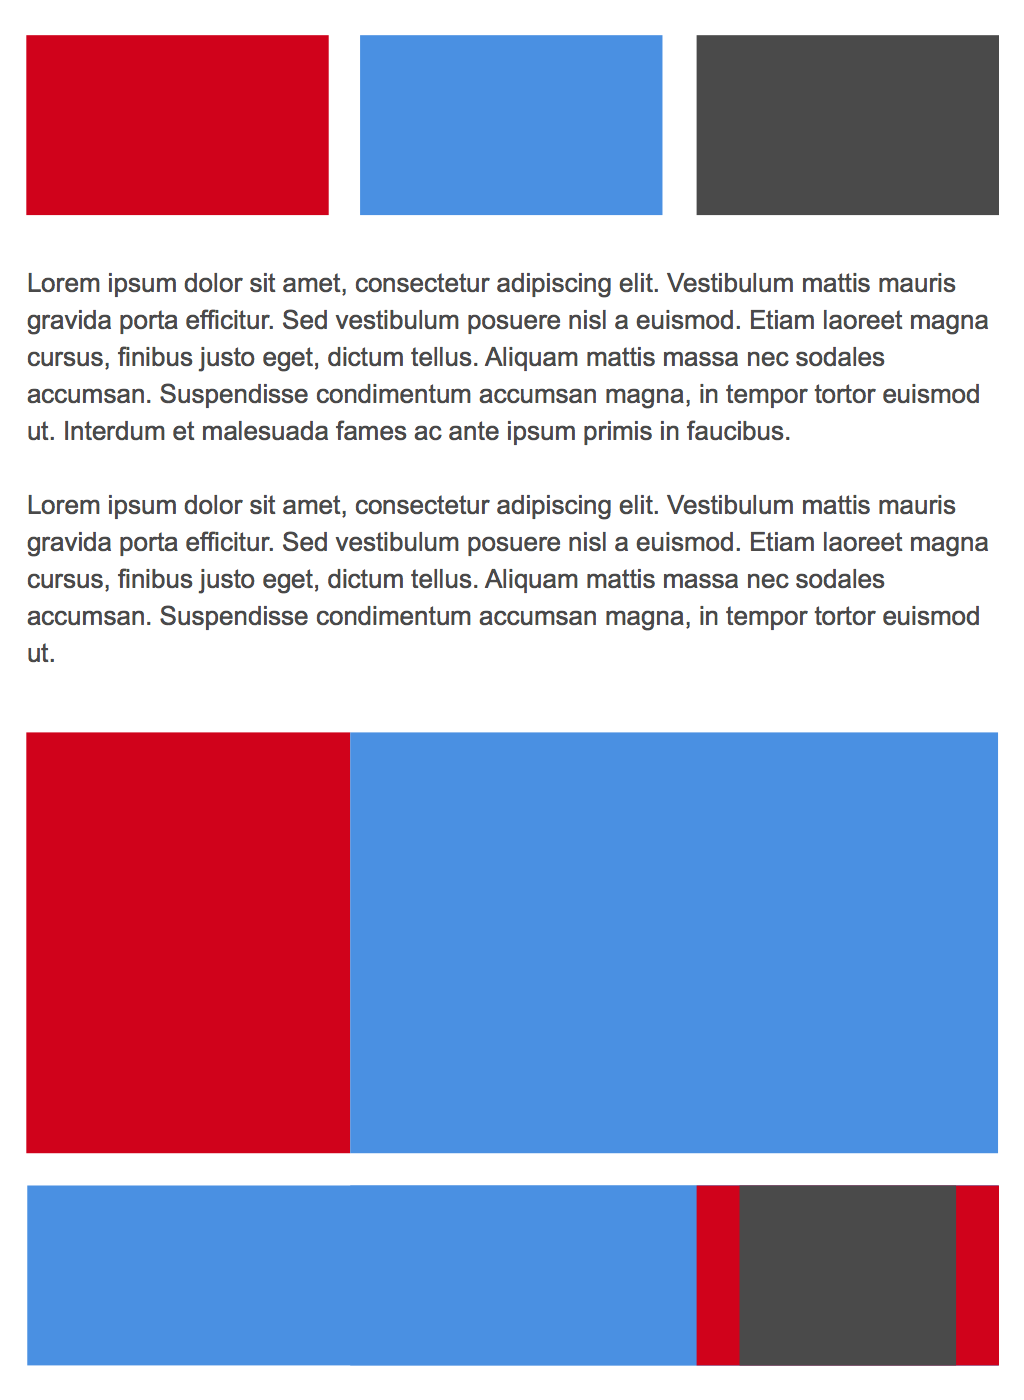 Lorem ipsum dolor sit amet, consectetur adipiscing elit. Vestibulum mattis mauris
gravida porta efficitur. Sed vestibulum posuere nisl a euismod. Etiam laoreet magna
cursus, finibus justo eget, dictum tellus. Aliquam mattis massa nec sodales
accumsan. Suspendisse condimentum accumsan magna, in tempor tortor euismod
ut. Interdum et malesuada fames ac ante ipsum primis in faucibus.
Lorem ipsum dolor sit amet, consectetur adipiscing elit. Vestibulum mattis mauris
gravida porta efficitur. Sed vestibulum posuere nisl a euismod. Etiam laoreet magna
cursus, finibus justo eget, dictum tellus. Aliquam mattis massa nec sodales
accumsan. Suspendisse condimentum accumsan magna, in tempor tortor euismod
ut.